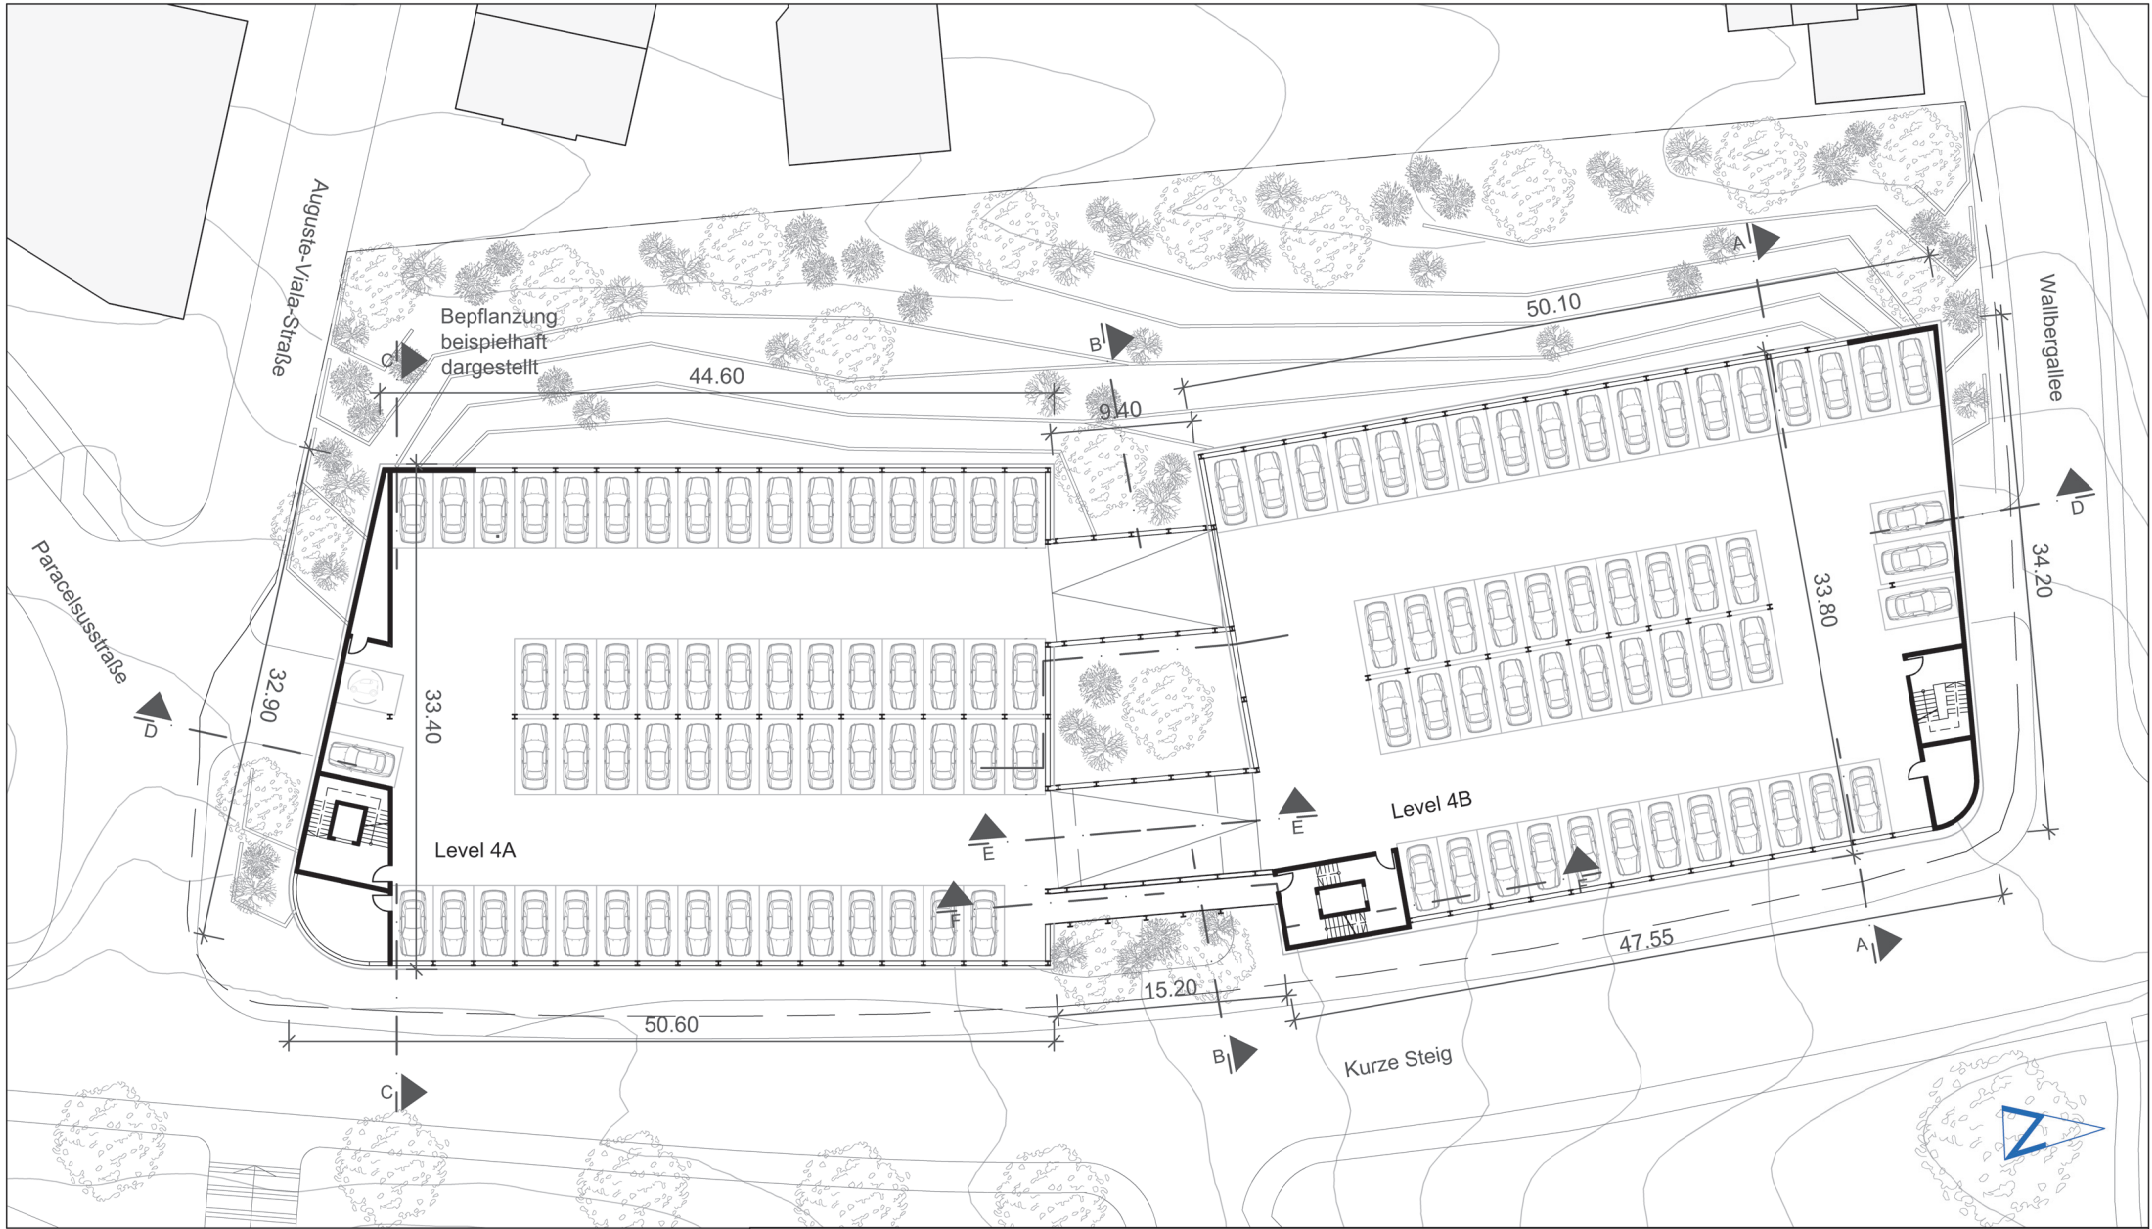 Auguste-Viala-Straße
A
Wallbergallee
50.10
Bepflanzung
beispielhaft
dargestellt
B
C
44.60
9.40
D
34.20
33.80
Paracelsusstraße
32.90
33.40
D
Level 4B
E
E
Level 4A
F
F
A
47.55
15.20
50.60
B
Kurze Steig
C
Z